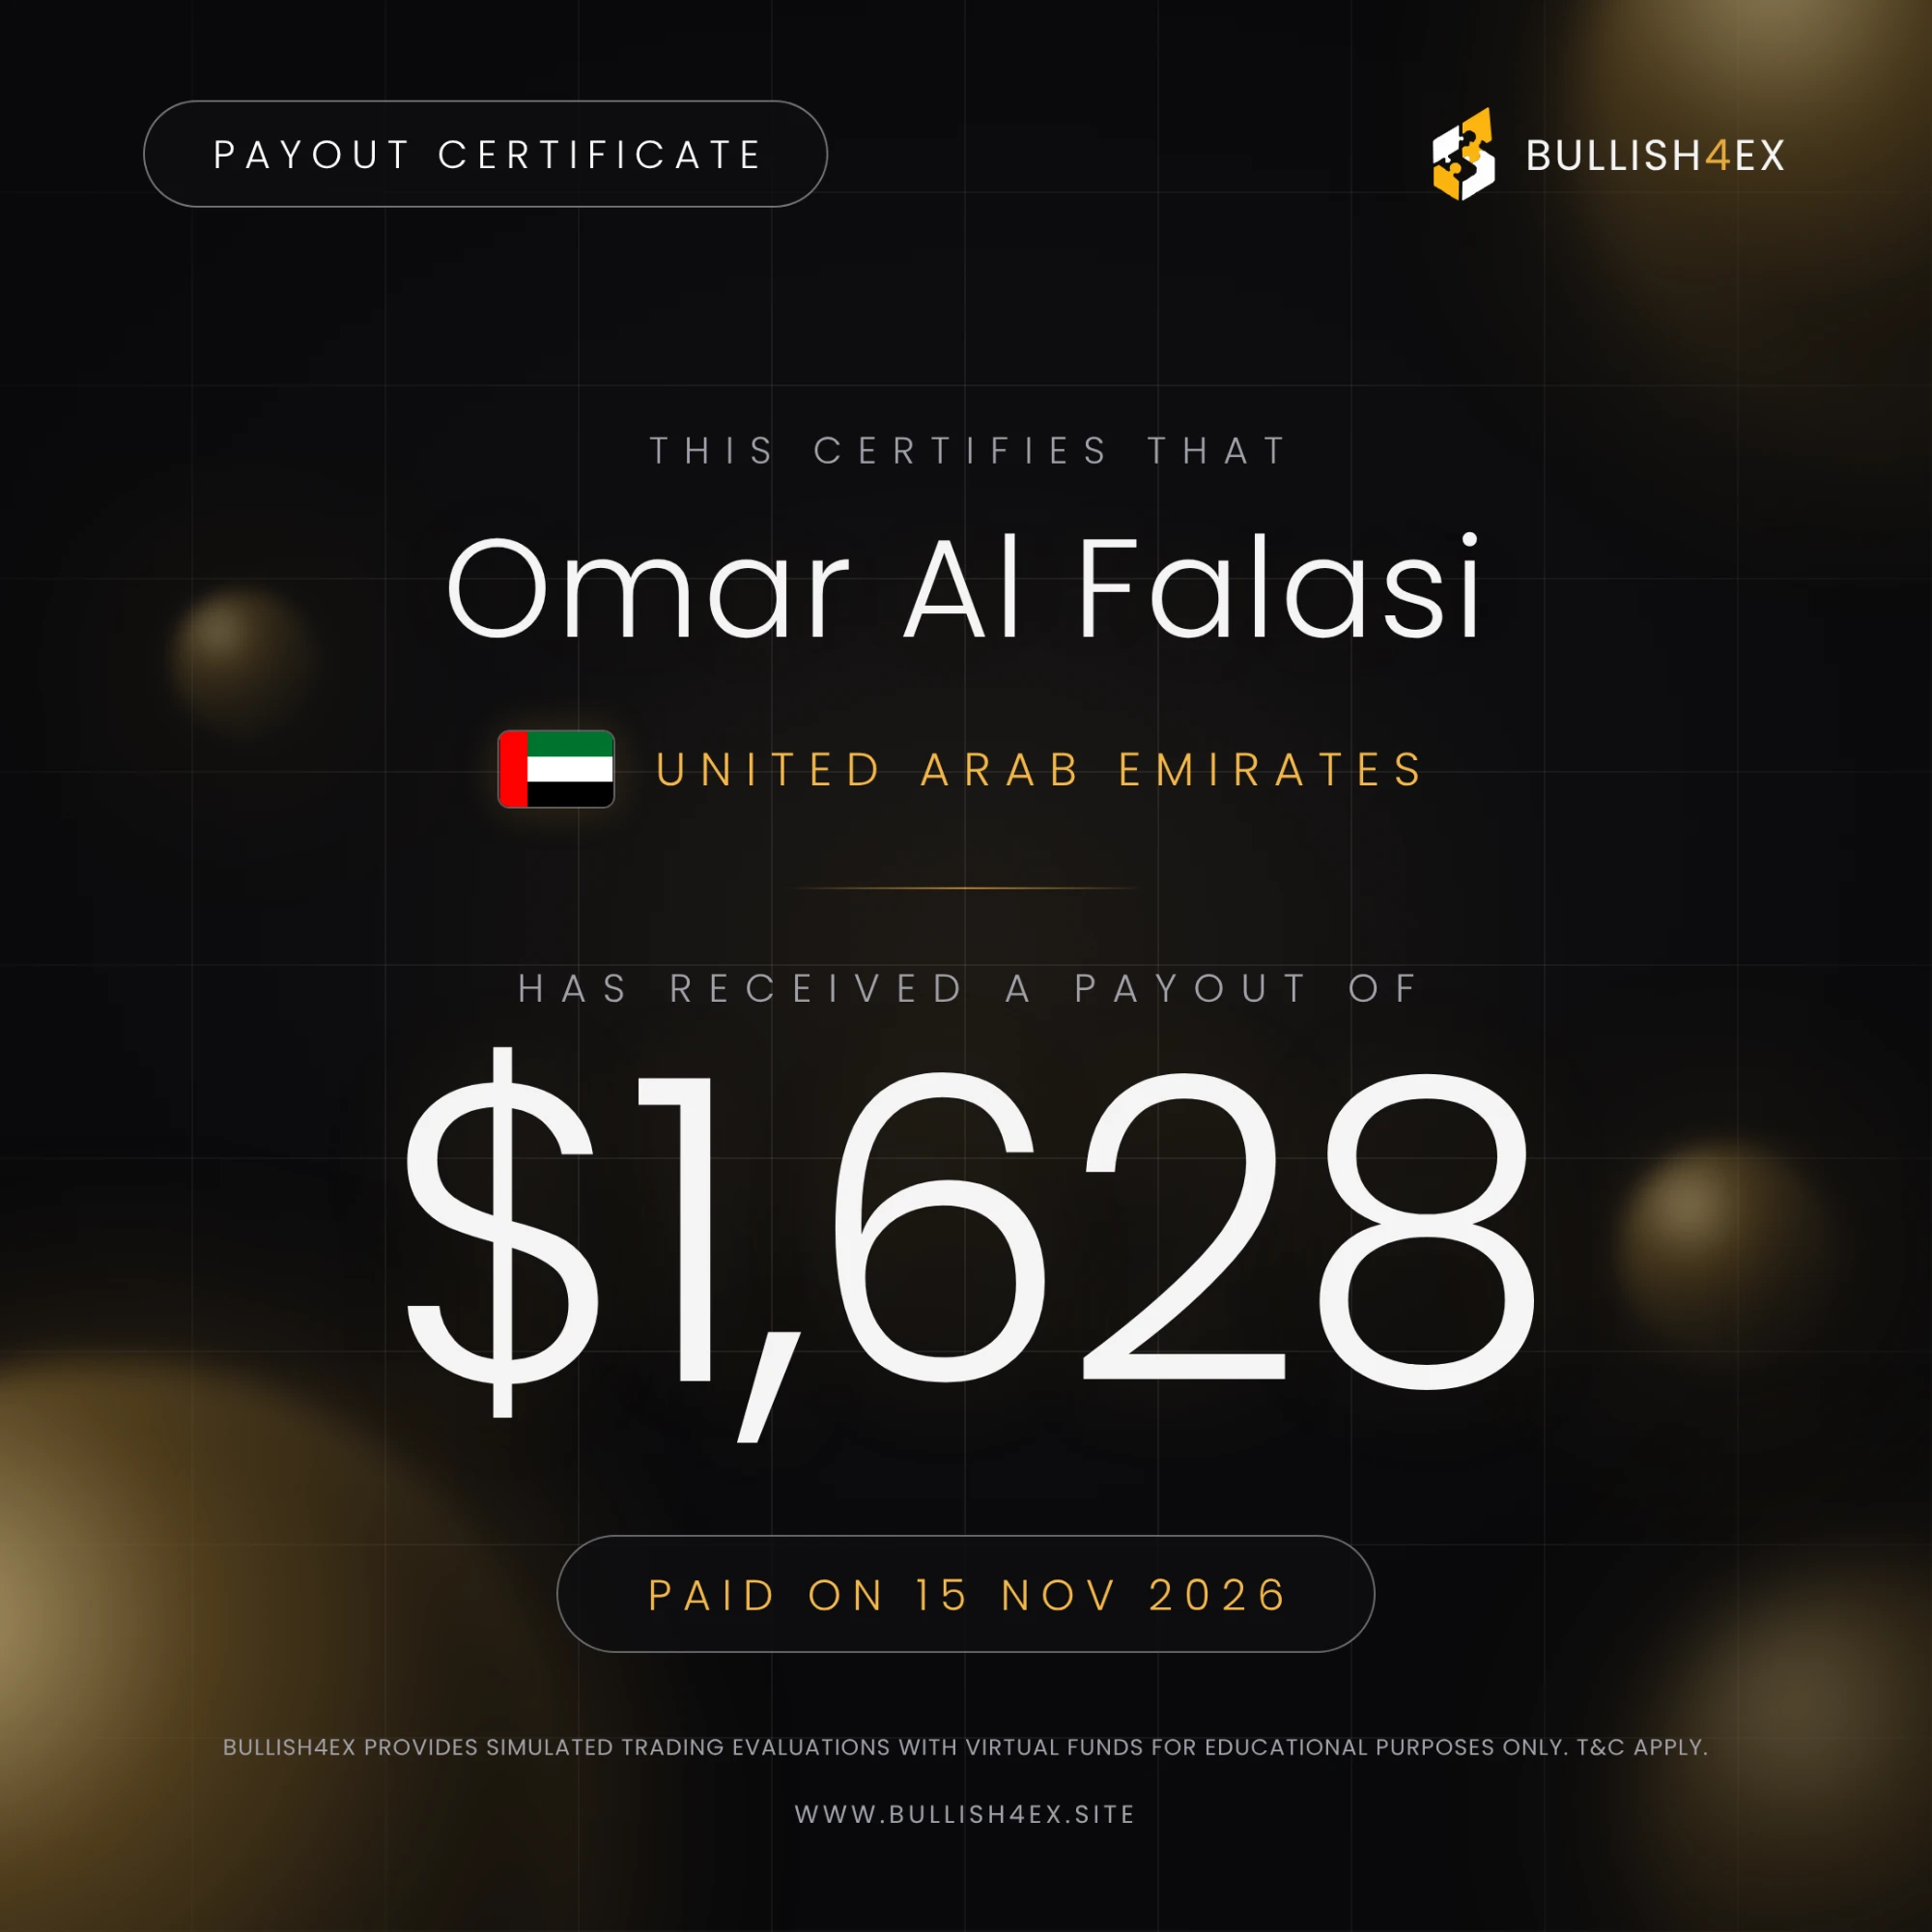 PAYOUT CERTIFICATE
BULLISH4EX
THIS CERTIFIES THAT
Omar Al Falasi
UNITED ARAB EMIRATES
HAS RECEIVED A PAYOUT OF
$1,628
PAID ON 15 NOV 2026
BULLISH4EX PROVIDES SIMULATED TRADING EVALUATIONS WITH VIRTUAL FUNDS FOR EDUCATIONAL PURPOSES ONLY. T&C APPLY.
WWW.BULLISH4EX.SITE